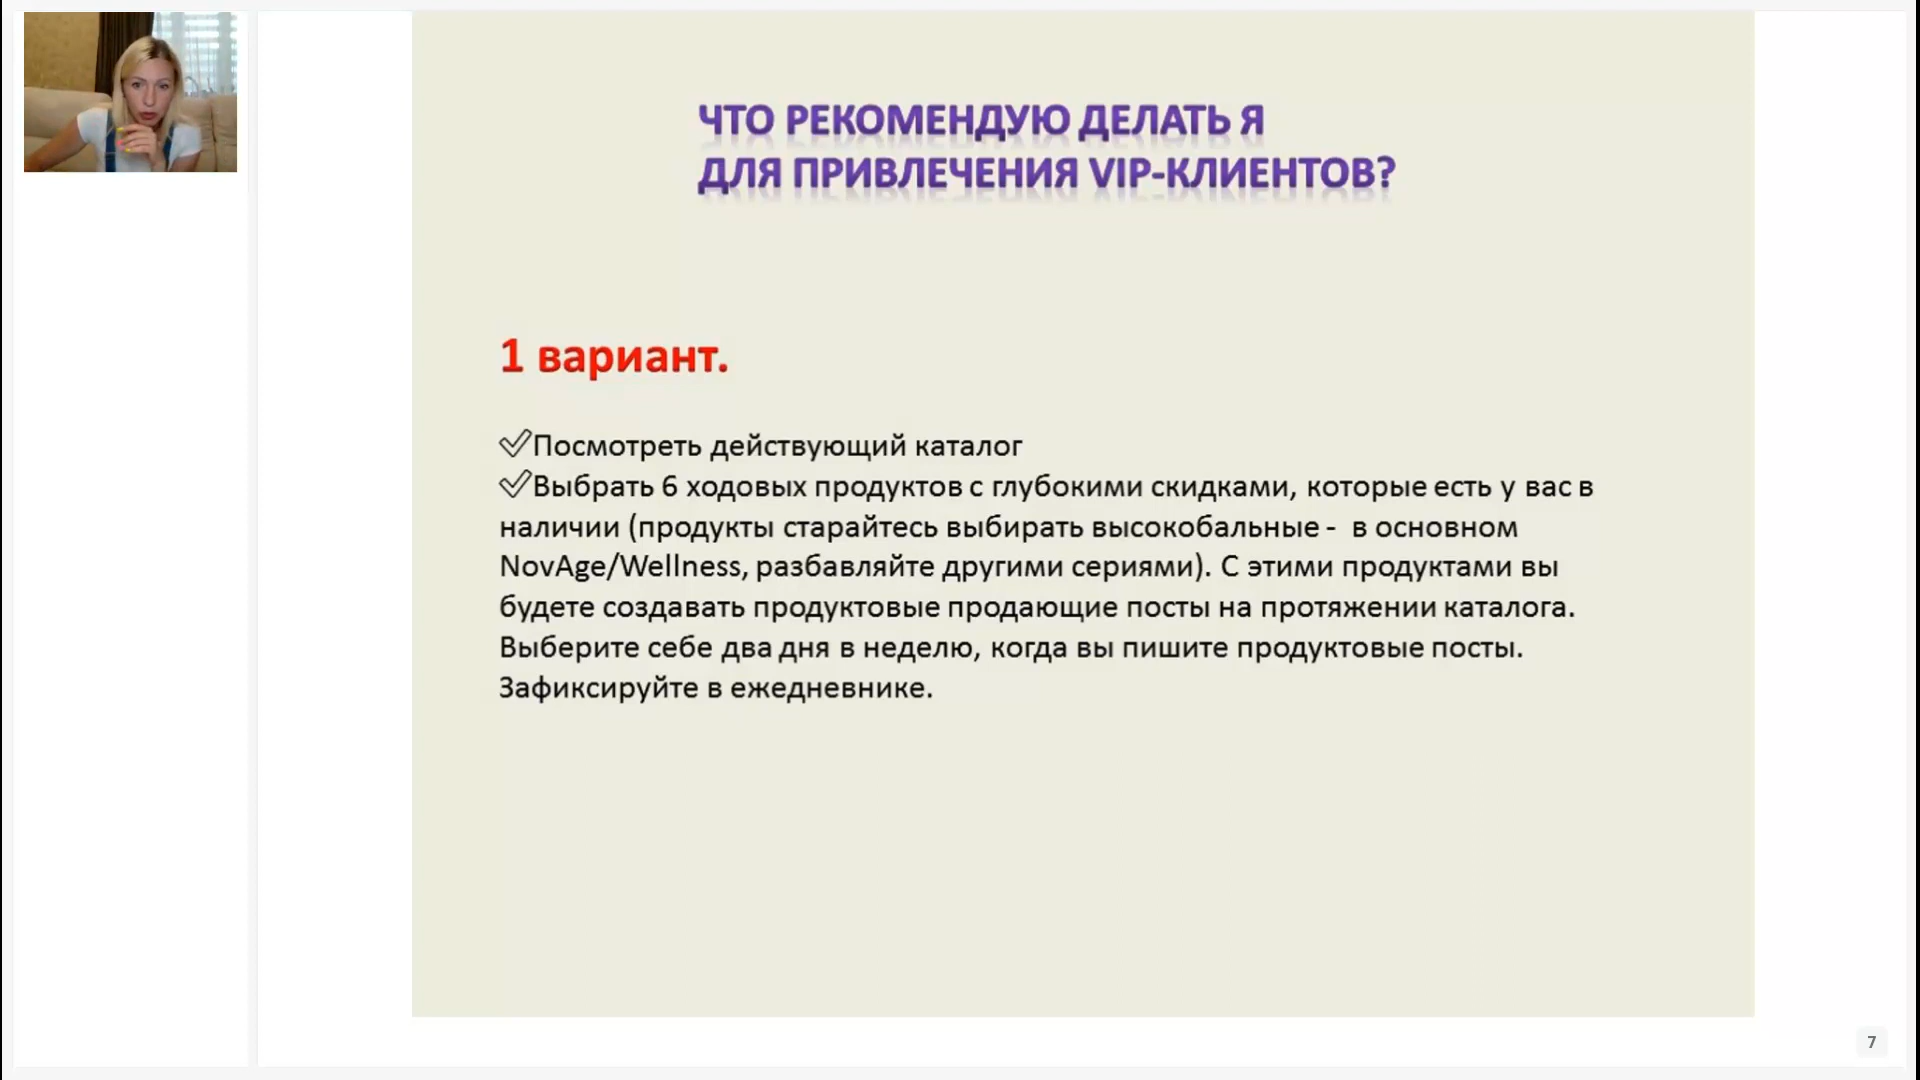 ЧТО РЕКОМЕНДУЮ ДЕЛАТЬ Я
ДЛЯ ПРИВЛЕЧЕНИЯ VIP-КЛИЕНТОВ?
1 вариант.
✓Посмотреть действующий каталог
✓Выбрать 6 ходовых продуктов с глубокими скидками, которые есть у вас в
наличии (продукты старайтесь выбирать высокобальные - в основном
NovAge/Wellness, разбавляйте другими сериями). С этими продуктами вы
будете создавать продуктовые продающие посты на протяжении каталога.
Выберите себе два дня в неделю, когда вы пишите продуктовые посты.
Зафиксируйте в ежедневнике.
7